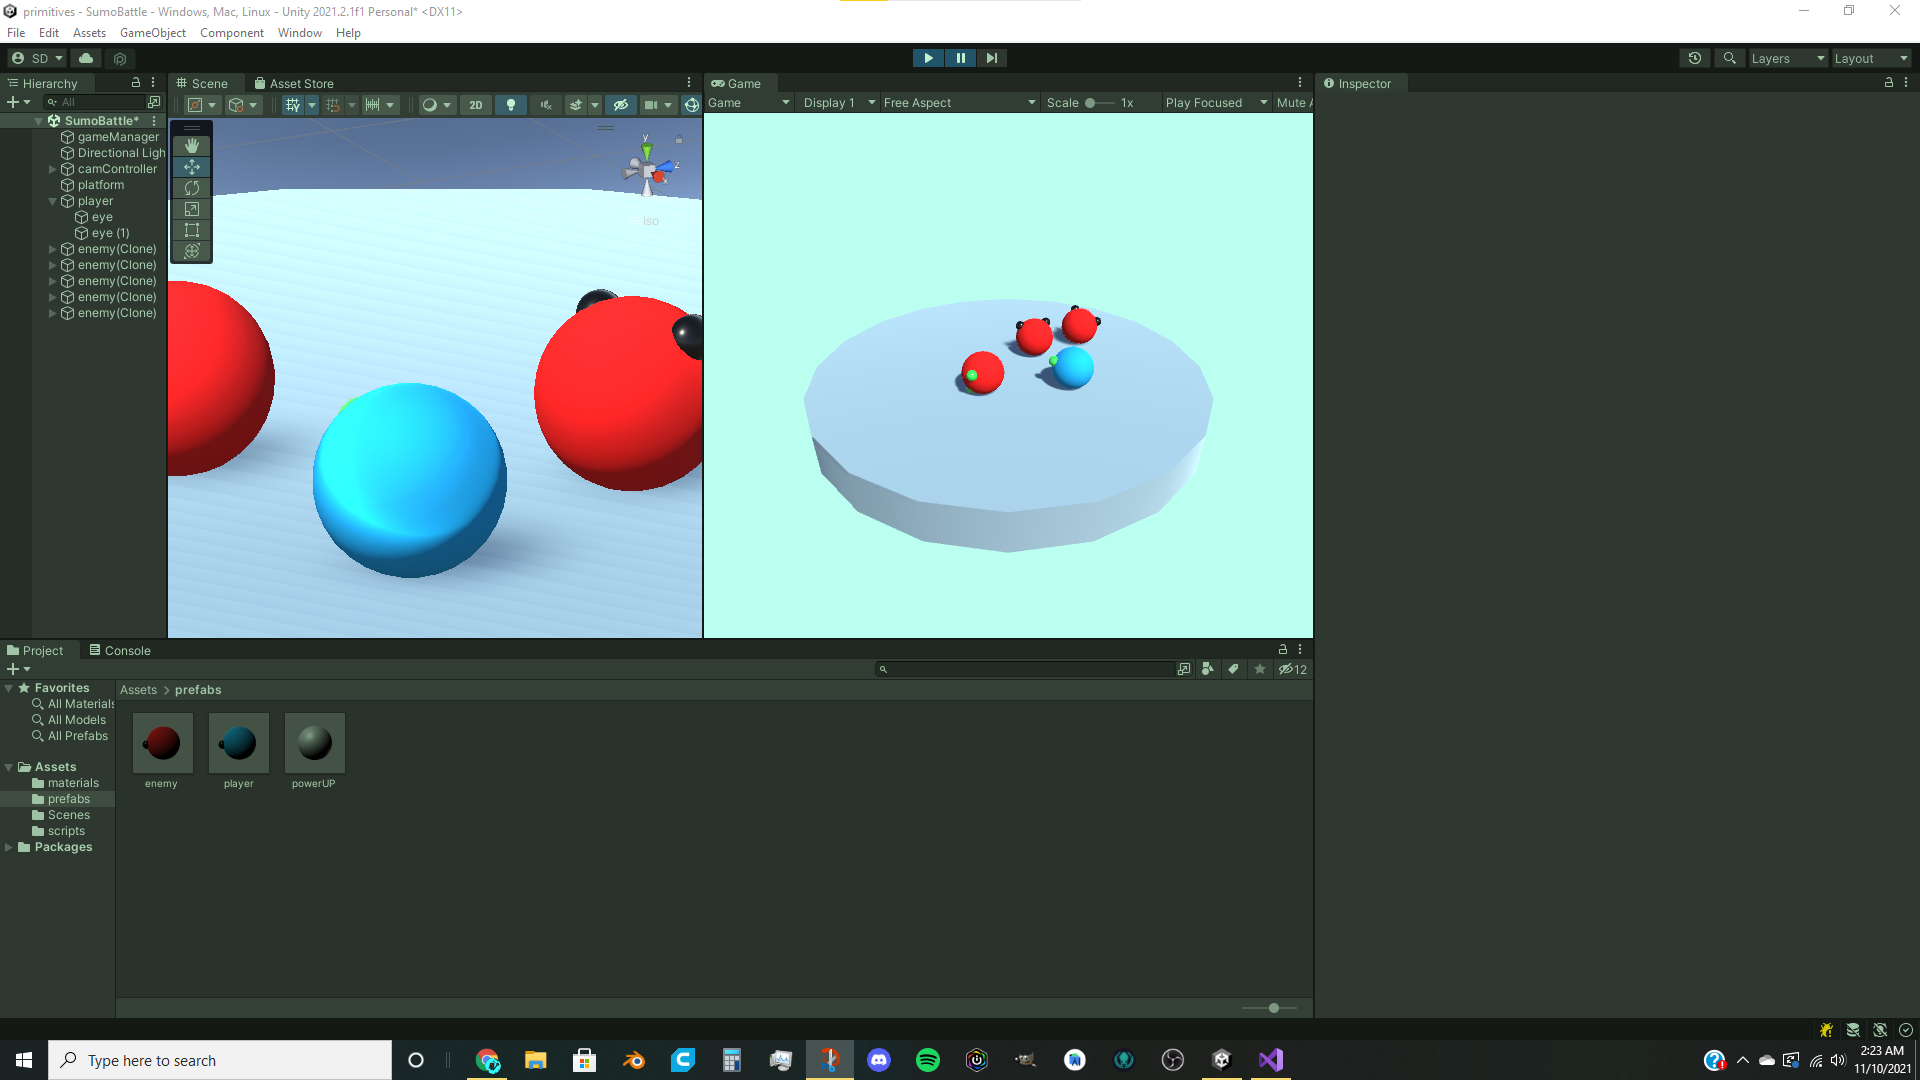 primitives - SumoBattle - Windows, Mac, Linux - Unity 2021.2.1f1 Personal* <DX11>
File Edit Assets GameObject Component Window Help
SD
Layers Layout
Hierarchy
Scene Asset Store
Game
Inspector
All
2D
Game Display 1 Free Aspect Scale 1x Play Focused Mute A
SumoBattle*
gameManager
Directional Ligh
camController
platform
player
eye
eye (1)
enemy(Clone)
enemy(Clone)
enemy(Clone)
enemy(Clone)
enemy(Clone)
y
z
x
Iso
Project Console
12
Favorites
All Materials
All Models
All Prefabs
Assets
materials
prefabs
Scenes
scripts
Packages
Assets > prefabs
enemy player powerUP
Type here to search
2:23 AM
11/10/2021